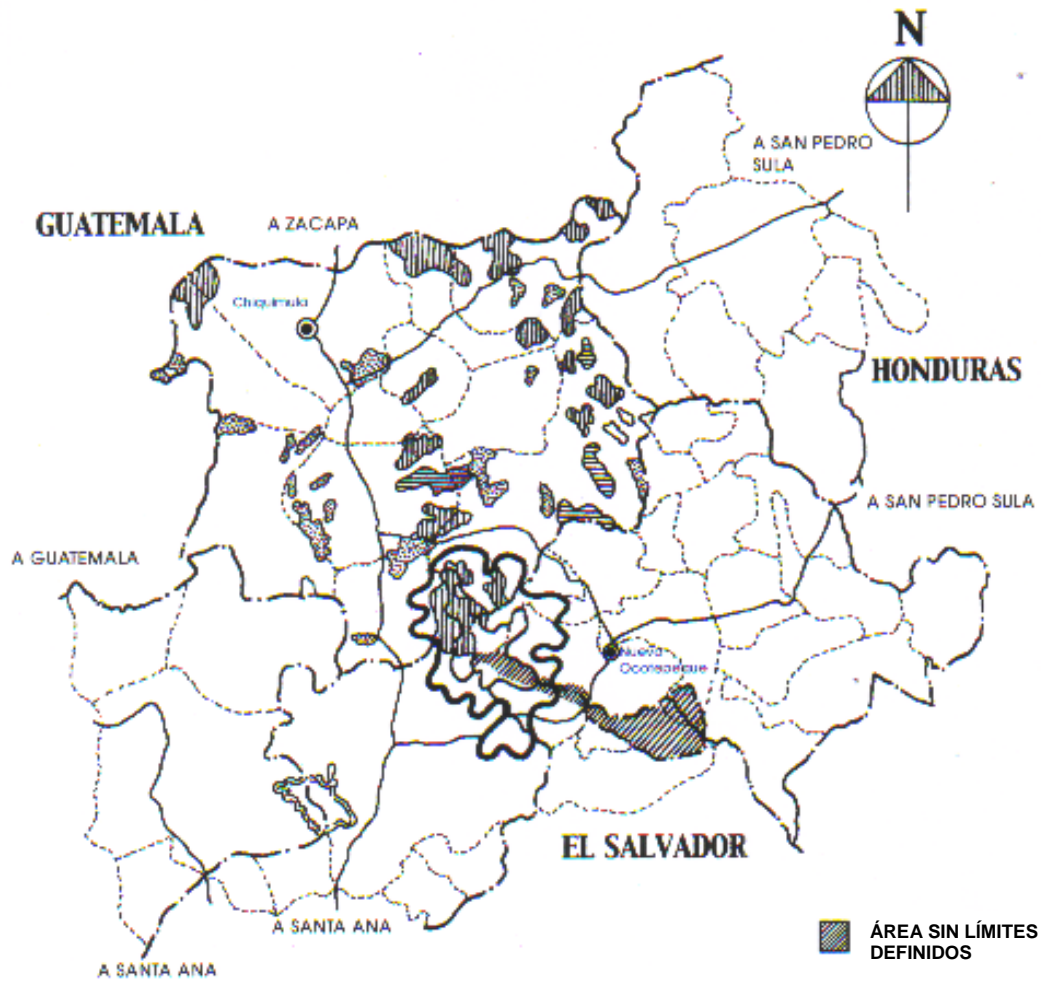 N
A SAN PEDRO
SULA
GUATEMALA
A ZACAPA
Chiquimula
HONDURAS
A SAN PEDRO SULA
A GUATEMALA
Nueva
Ocotepeque
EL SALVADOR
A SANTA ANA
A SANTA ANA
ÁREA SIN LÍMITES
DEFINIDOS